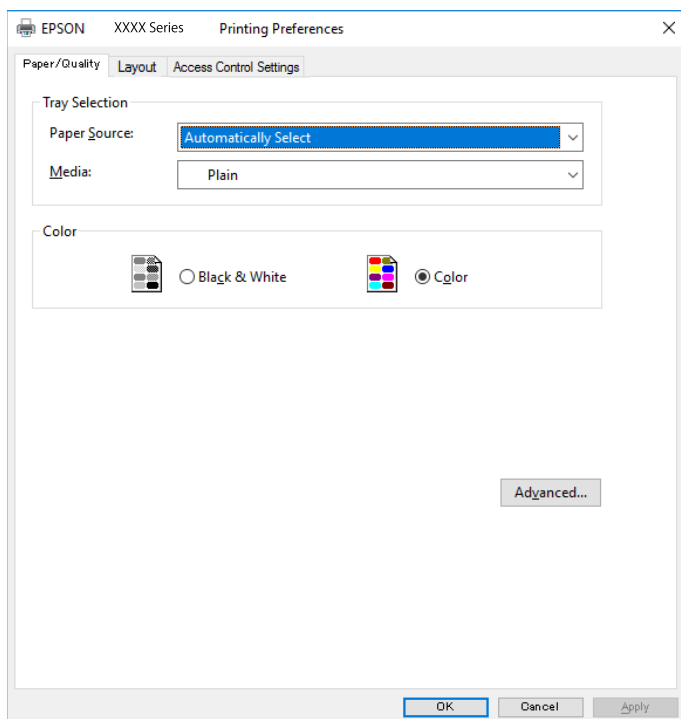 EPSON XXXX Series Printing Preferences
Paper/Quality Layout Access Control Settings
Tray Selection
Paper Source: Automatically Select
Media: Plain
Color
Black & White Color
Advanced...
OK Cancel Apply